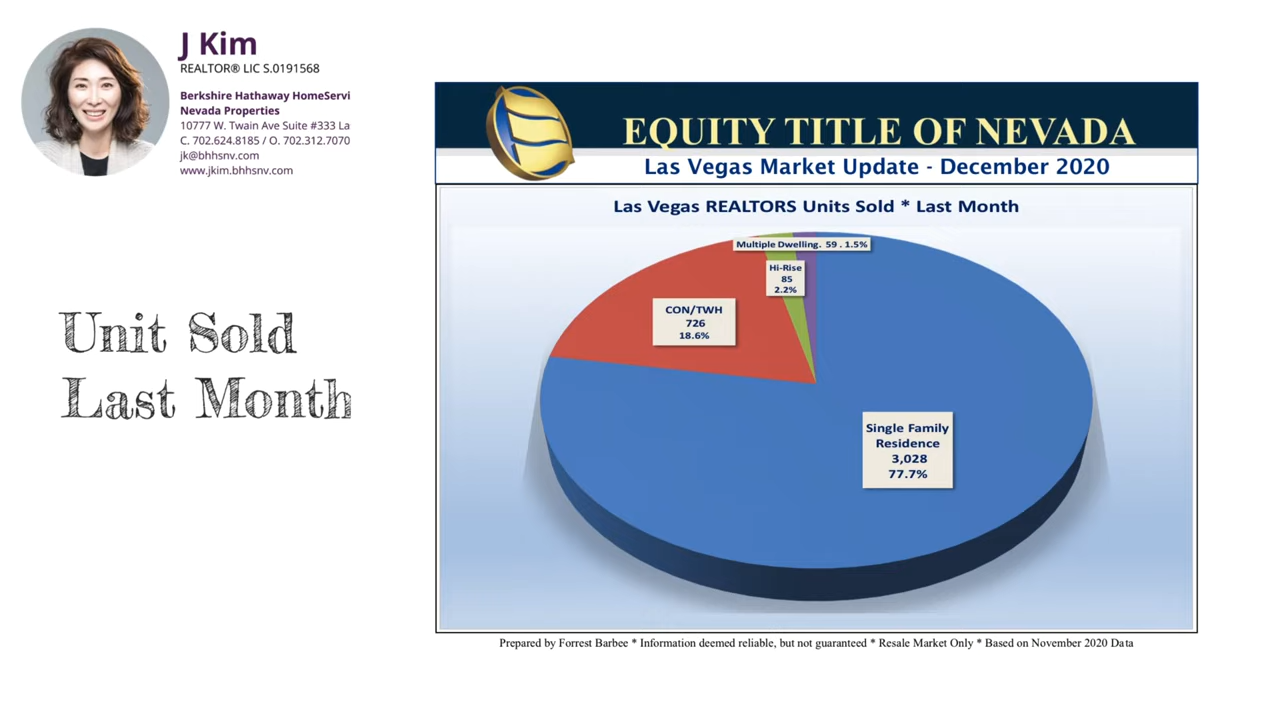 J Kim
REALTOR® LIC S.0191568
Berkshire Hathaway HomeServi
Nevada Properties
10777 W. Twain Ave Suite #333 La
C. 702.624.8185 / O. 702.312.7070
jk@bhhsnv.com
www.jkim.bhhsnv.com
Unit Sold
Last Month
EQUITY TITLE OF NEVADA
Las Vegas Market Update - December 2020
Las Vegas REALTORS Units Sold * Last Month
Multiple Dwelling. 59 . 1.5%
Hi-Rise
85
2.2%
CON/TWH
726
18.6%
Single Family
Residence
3,028
77.7%
Prepared by Forrest Barbee * Information deemed reliable, but not guaranteed * Resale Market Only * Based on November 2020 Data